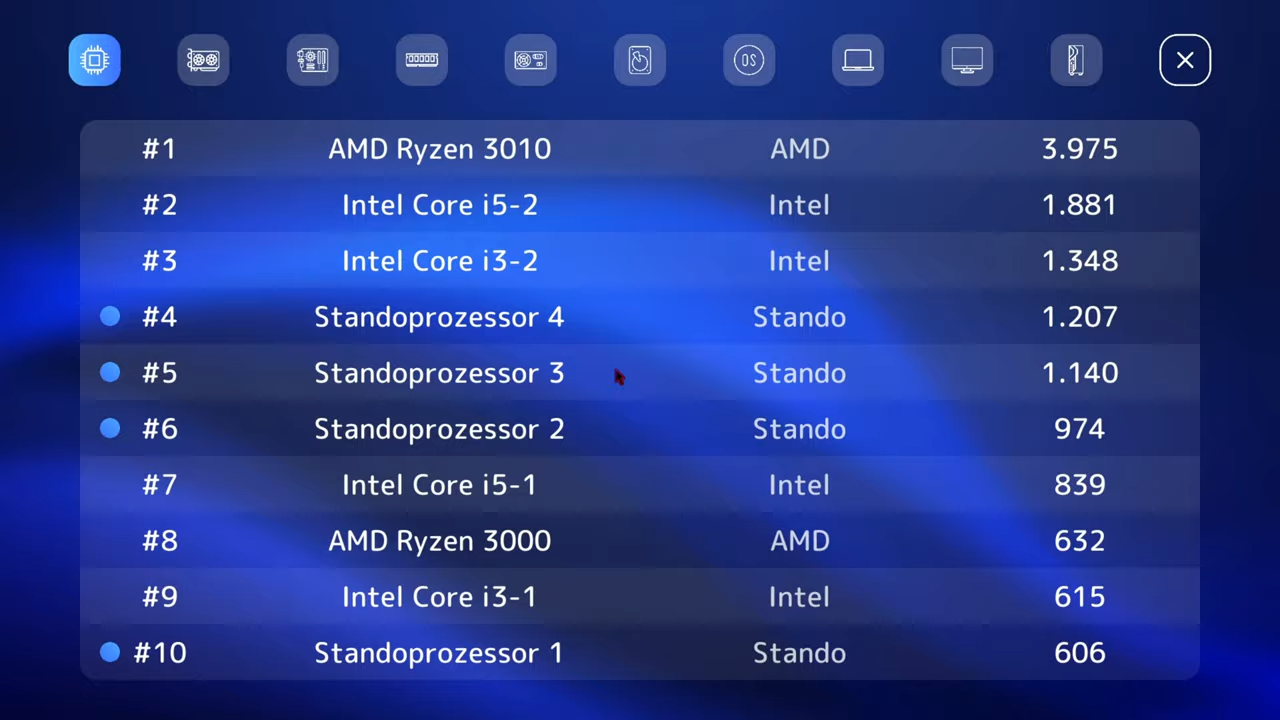 OS
#1 AMD Ryzen 3010 AMD 3.975
#2 Intel Core i5-2 Intel 1.881
#3 Intel Core i3-2 Intel 1.348
#4 Standoprozessor 4 Stando 1.207
#5 Standoprozessor 3 Stando 1.140
#6 Standoprozessor 2 Stando 974
#7 Intel Core i5-1 Intel 839
#8 AMD Ryzen 3000 AMD 632
#9 Intel Core i3-1 Intel 615
#10 Standoprozessor 1 Stando 606